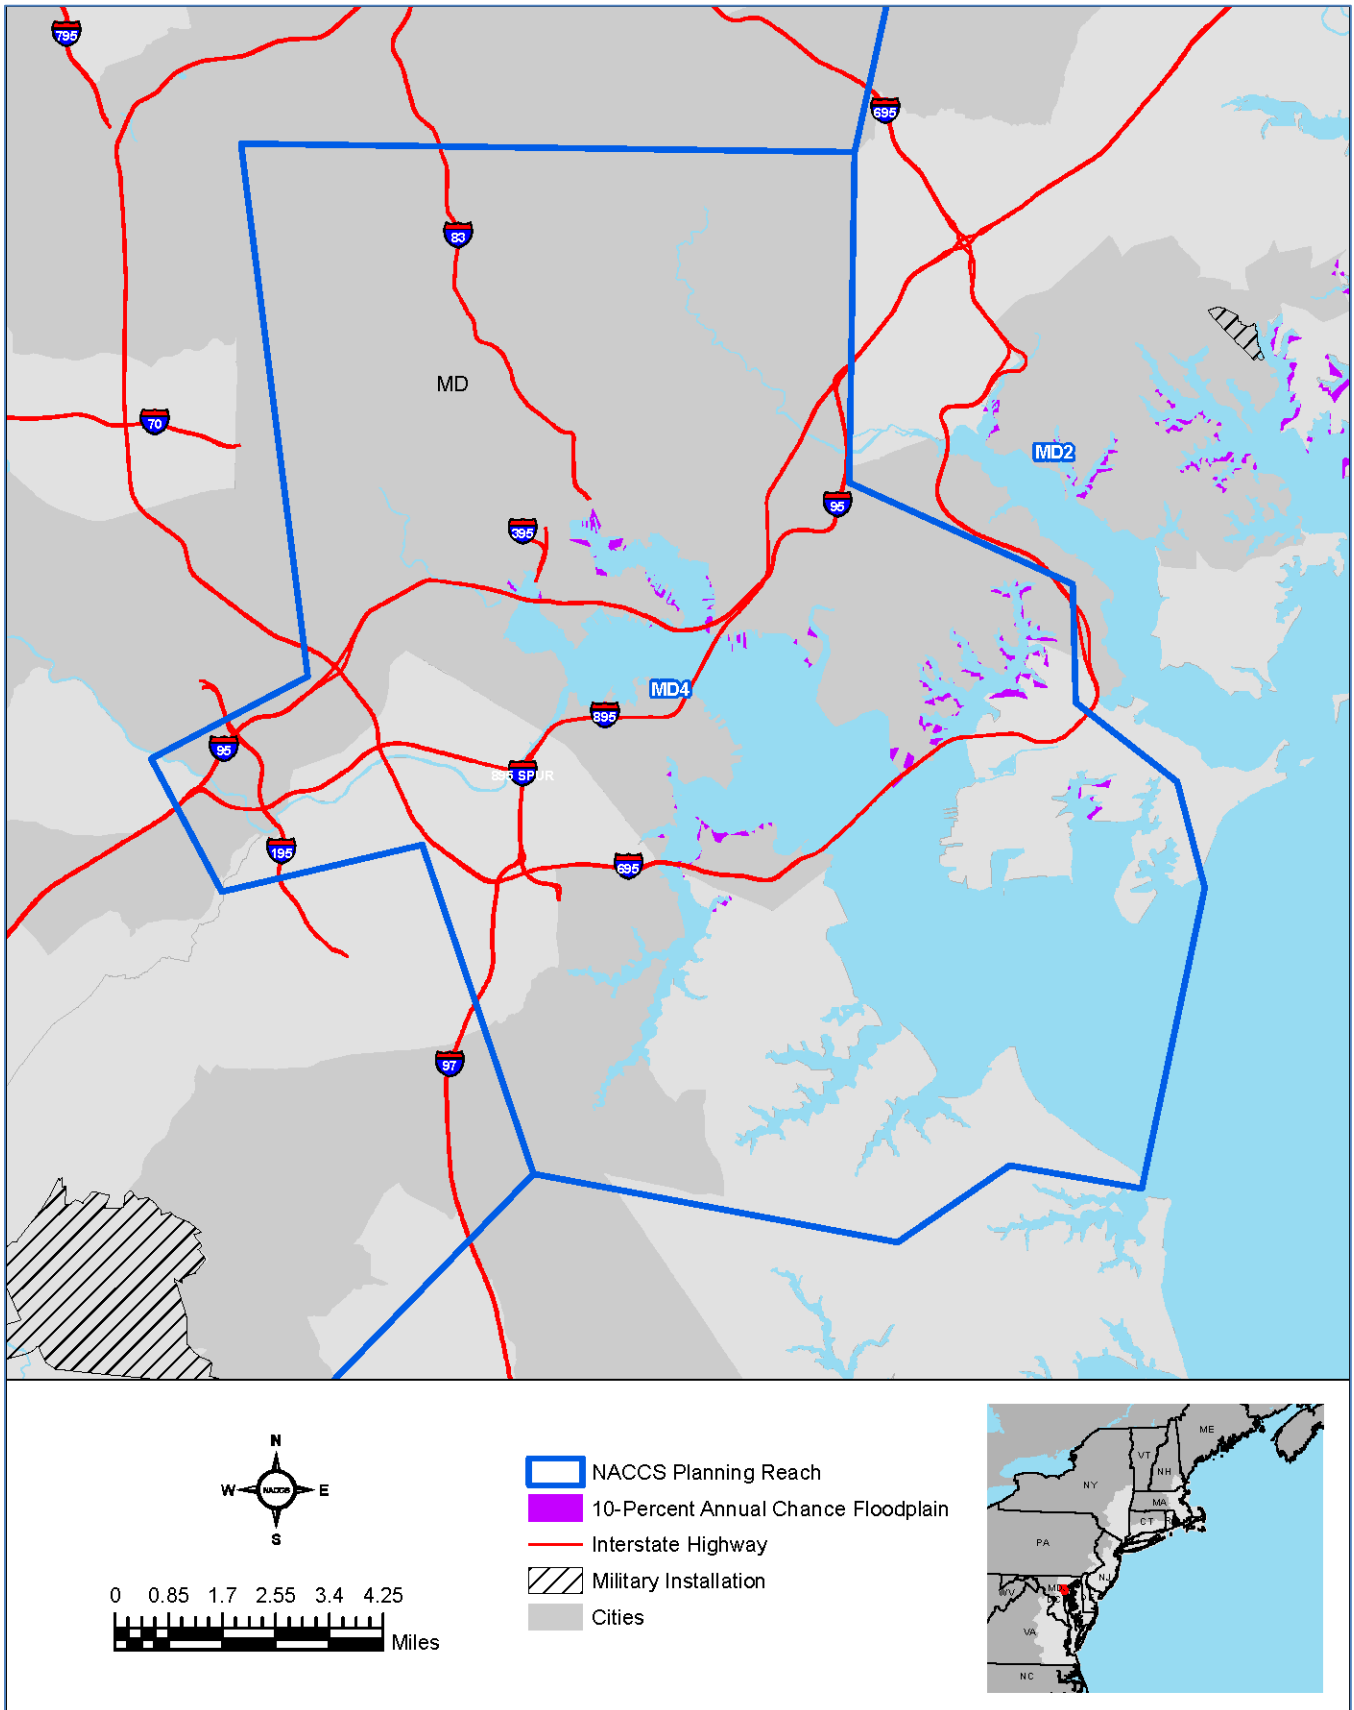 795
695
83
MD
70
MD2
95
395
MD4
895
95
895 SPUR
195
695
97
N
W NACCS E
S
0 0.85 1.7 2.55 3.4 4.25
Miles
NACCS Planning Reach
10-Percent Annual Chance Floodplain
Interstate Highway
Military Installation
Cities
ME
VT
NH
NY
MA
CT
PA
NJ
MD
WV
VA
NC